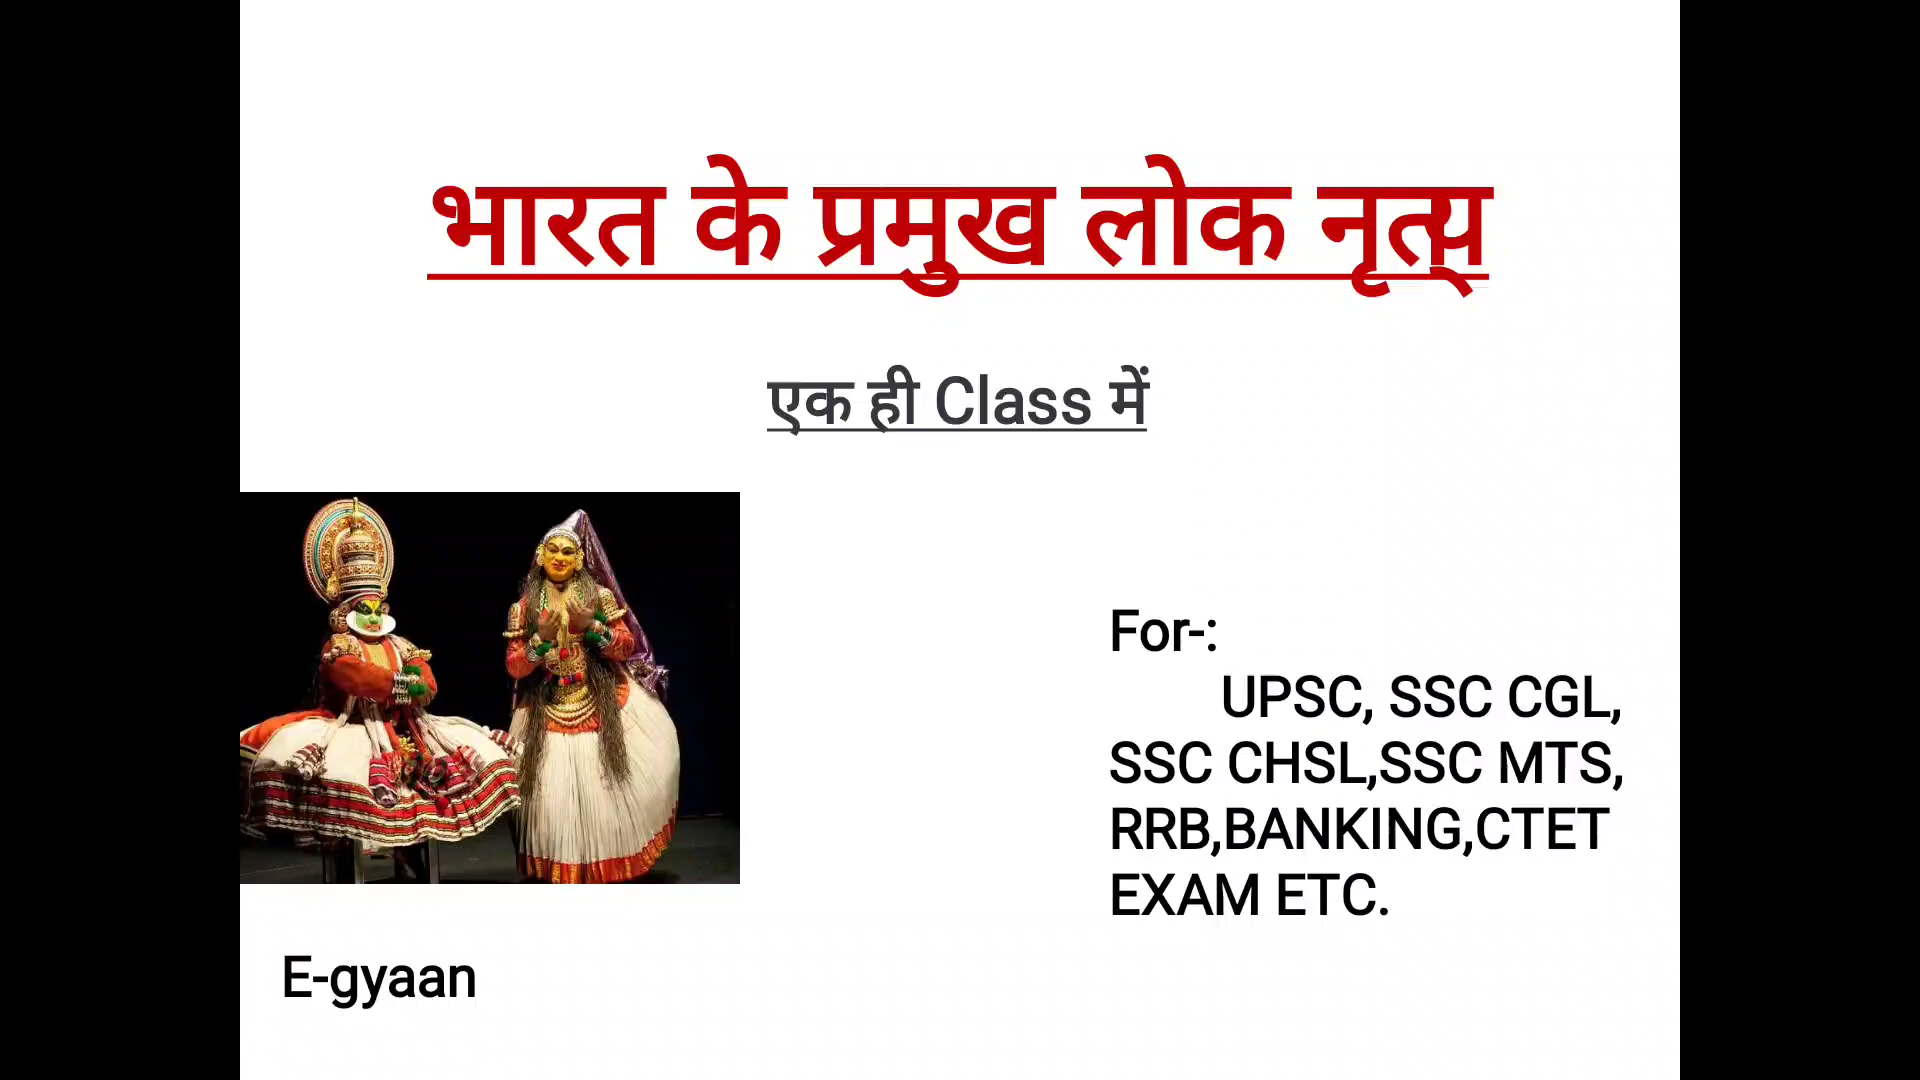 भारत के प्रमुख लोक नृत्य
एक ही Class में
For-:
UPSC, SSC CGL,
SSC CHSL,SSC MTS,
RRB,BANKING,CTET
EXAM ETC.
E-gyaan